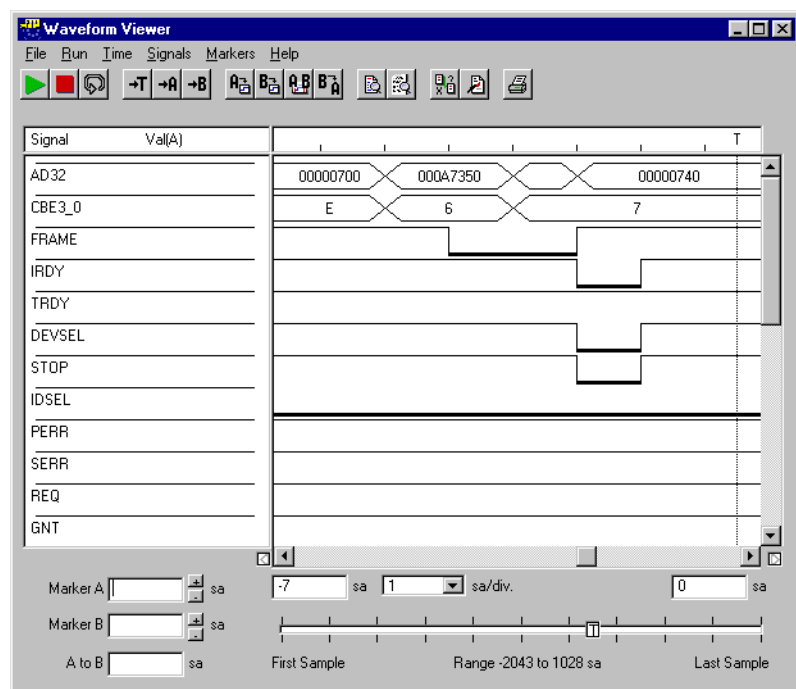 Waveform Viewer
File Run Time Signals Markers Help
→T →A →B A B A,B B A
Signal Val(A) T
AD32 00000700 000A7350 00000740
CBE3_0 E 6 7
FRAME
IRDY
TRDY
DEVSEL
STOP
IDSEL
PERR
SERR
REQ
GNT
Marker A + - sa -7 sa 1 sa/div. 0 sa
Marker B + - sa T
A to B sa First Sample Range -2043 to 1028 sa Last Sample